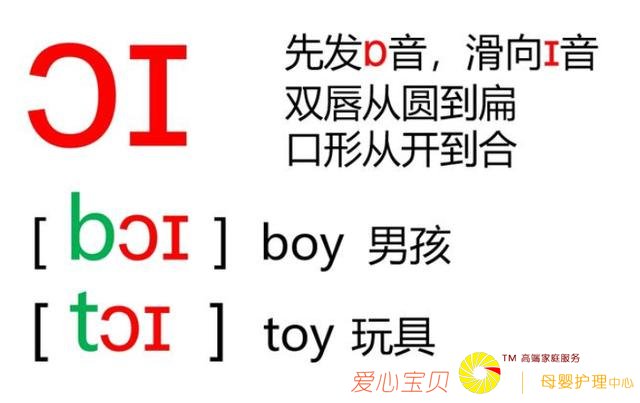 ɔɪ
先发ɒ音，滑向ɪ音
双唇从圆到扁
口形从开到合
[ bɔɪ ] boy 男孩
[ tɔɪ ] toy 玩具
爱心宝贝
TM 高端家庭服务
母婴护理中心